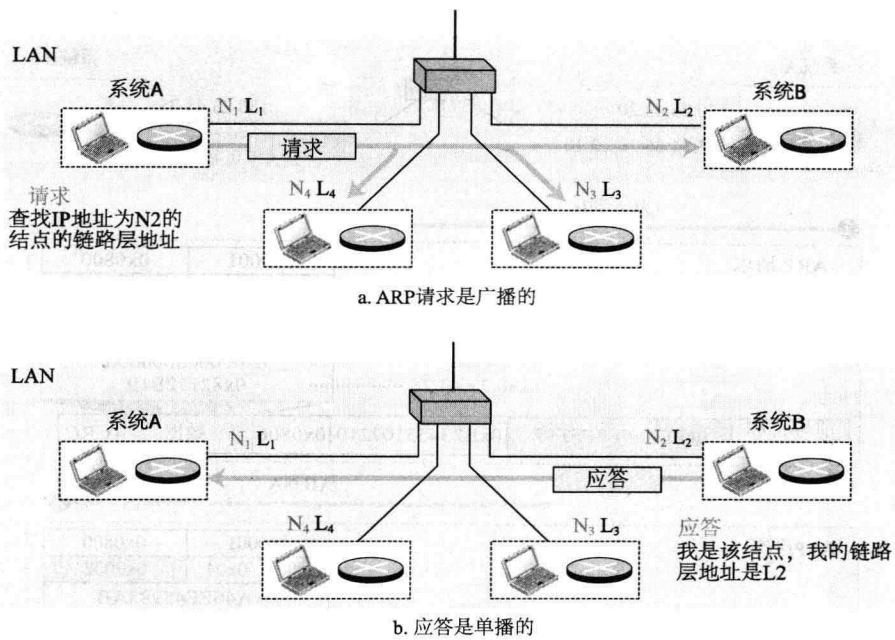 LAN
系统A
N₁ L₁
N₂ L₂
系统B
请求
N₄ L₄
N₃ L₃
请求
查找IP地址为N2的
结点的链路层地址
a. ARP请求是广播的
LAN
系统A
N₁ L₁
N₂ L₂
系统B
应答
N₄ L₄
N₃ L₃
应答
我是该结点，我的链路
层地址是L2
b. 应答是单播的